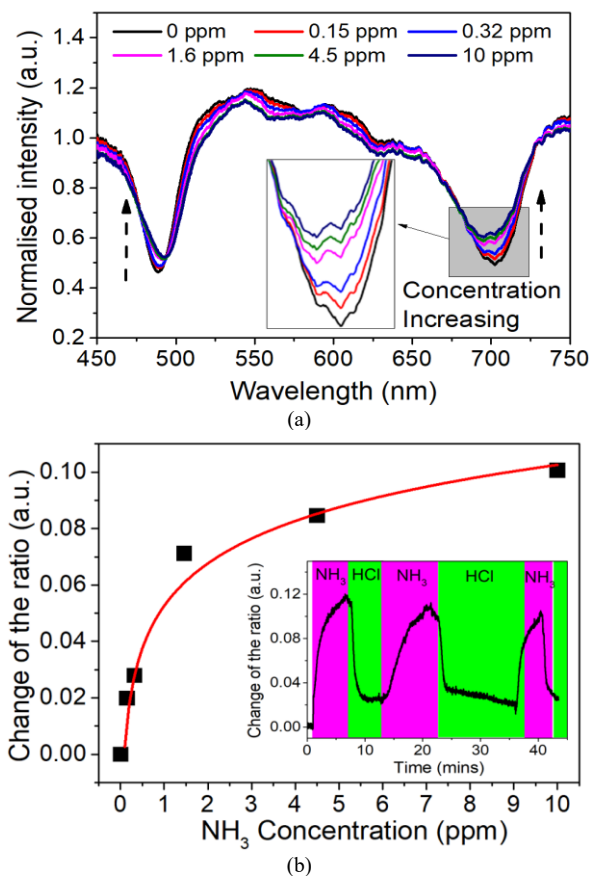 (a)
0 ppm 0.15 ppm 0.32 ppm
1.6 ppm 4.5 ppm 10 ppm
Normalised intensity (a.u.)
1.4
1.2
1.0
0.8
0.6
0.4
0.2
Concentration
Increasing
450 500 550 600 650 700 750
Wavelength (nm)
(a)
Change of the ratio (a.u.)
0.10
0.08
0.06
0.04
0.02
0.00
NH₃ HCl NH₃ HCl NH₃
Change of the ratio (a.u.)
0.12
0.08
0.04
0.00
0 10 20 30 40
Time (mins)
0 1 2 3 4 5 6 7 8 9 10
NH₃ Concentration (ppm)
(b)